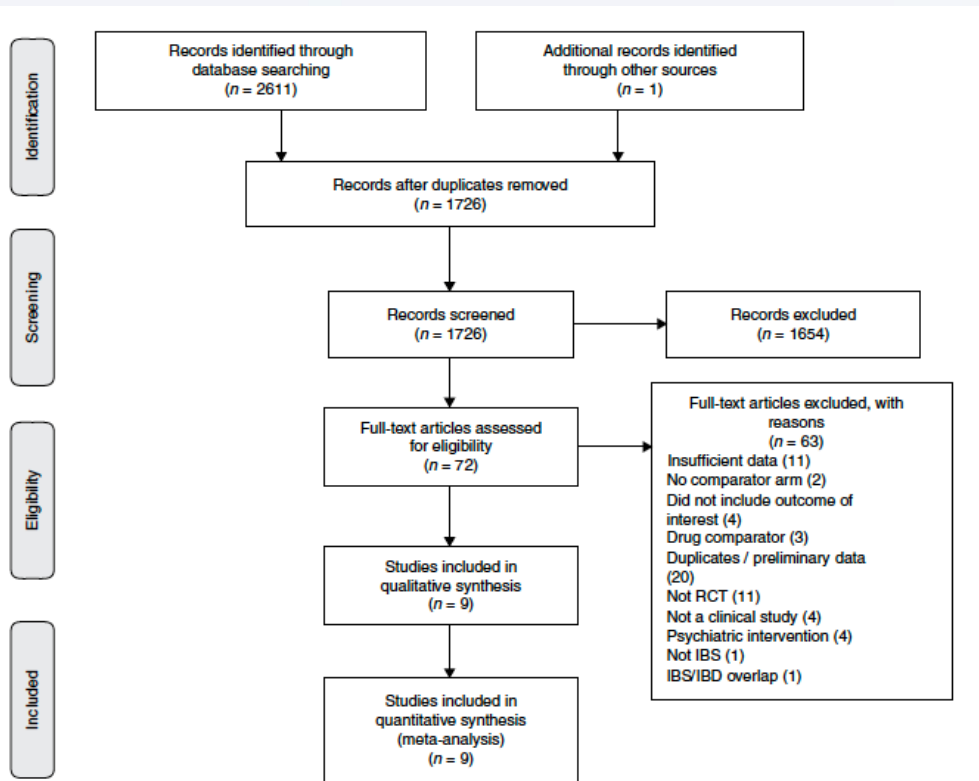 Identification
Records identified through
database searching
(n = 2611)
Additional records identified
through other sources
(n = 1)
Records after duplicates removed
(n = 1726)
Screening
Records screened
(n = 1726)
Records excluded
(n = 1654)
Eligibility
Full-text articles assessed
for eligibility
(n = 72)
Full-text articles excluded, with
reasons
(n = 63)
Insufficient data (11)
No comparator arm (2)
Did not include outcome of
interest (4)
Drug comparator (3)
Duplicates / preliminary data
(20)
Not RCT (11)
Not a clinical study (4)
Psychiatric intervention (4)
Not IBS (1)
IBS/IBD overlap (1)
Studies included in
qualitative synthesis
(n = 9)
Included
Studies included in
quantitative synthesis
(meta-analysis)
(n = 9)